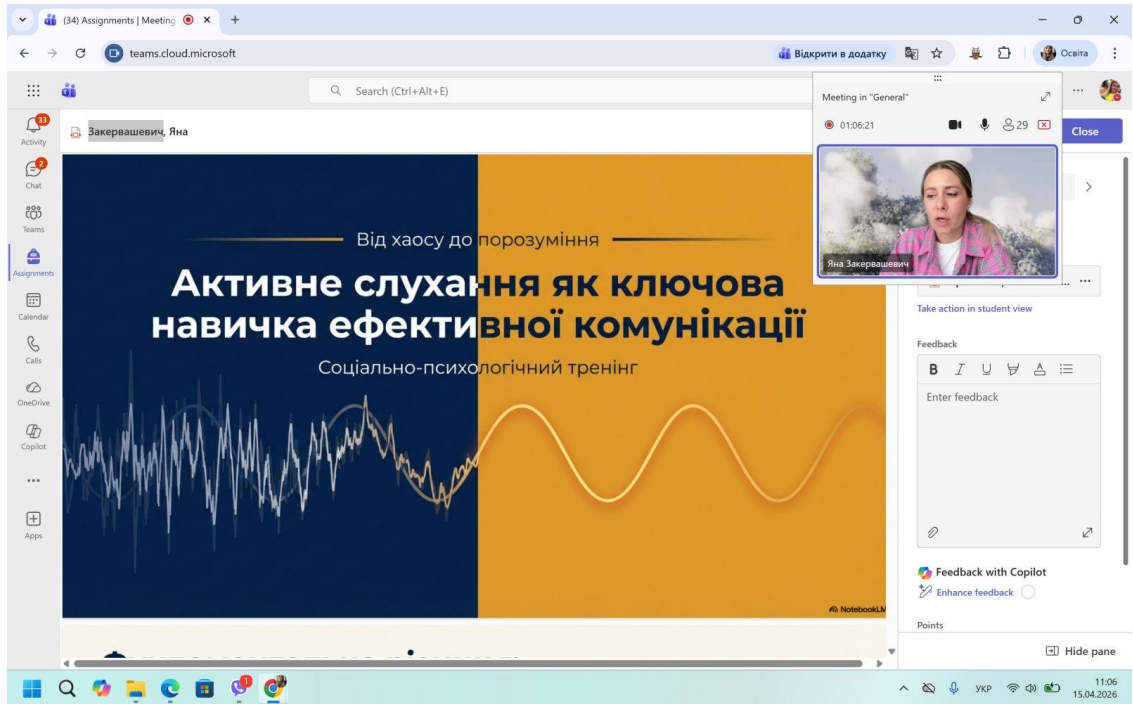 (34) Assignments | Meeting
teams.cloud.microsoft
Відкрити в додатку
Освіта
Search (Ctrl+Alt+E)
Meeting in "General"
01:06:21
29
Close
33
Activity
2
Chat
Teams
Assignments
Calendar
Calls
OneDrive
Copilot
Apps
Закервашевич, Яна
Від хаосу до порозуміння
Активне слухання як ключова
навичка ефективної комунікації
Соціально-психологічний тренінг
NotebookLM
Яна Закервашевич
Take action in student view
Feedback
B I U A
Enter feedback
Feedback with Copilot
Enhance feedback
Points
Hide pane
1
УКР
11:06
15.04.2026